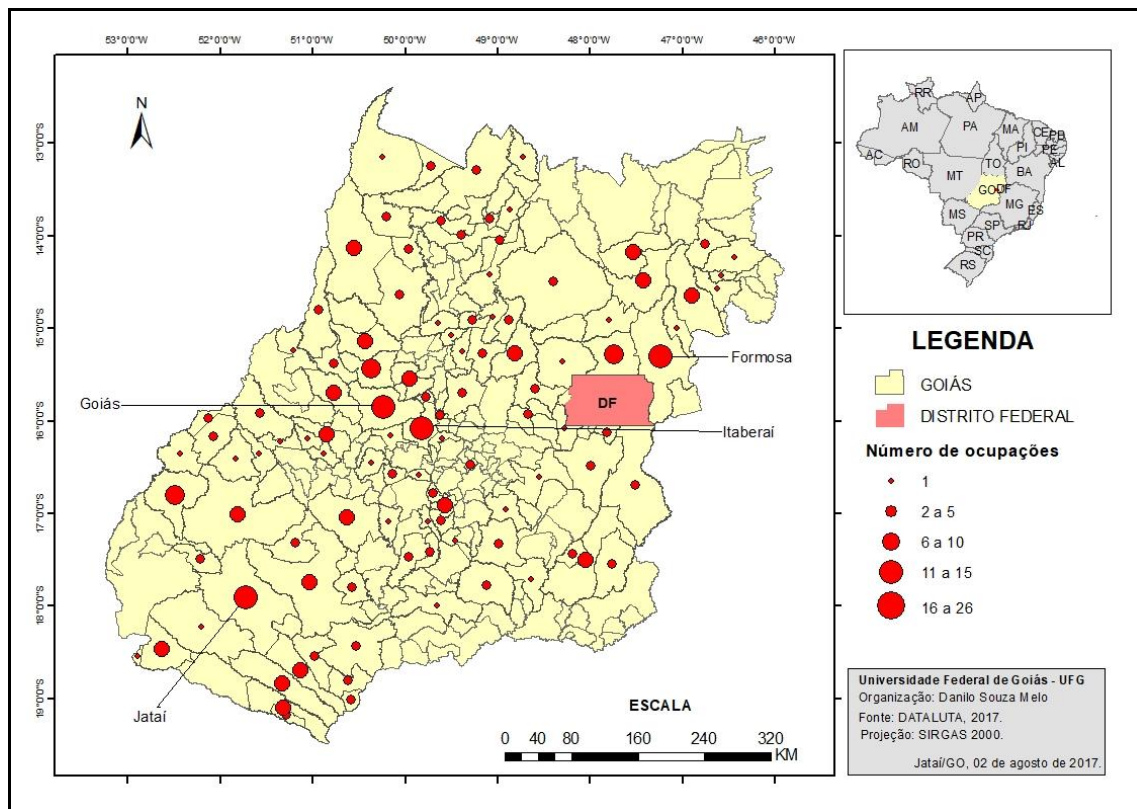 53°0'0"W 52°0'0"W 51°0'0"W 50°0'0"W 49°0'0"W 48°0'0"W 47°0'0"W 46°0'0"W
N
13°0'0"S
14°0'0"S
15°0'0"S
16°0'0"S
17°0'0"S
18°0'0"S
19°0'0"S
Formosa
Goiás
DF
Itaberaí
Jataí
ESCALA
0 20 40 80 120 160 240 320
KM
RR AP
AM PA MA CE PB
PI PE
AC RO TO AL
MT BA
GO DF
MG ES
MS SP RJ
PR
SC
RS
LEGENDA
GOIÁS
DISTRITO FEDERAL
Número de ocupações
1
2 a 5
6 a 10
11 a 15
16 a 26
Universidade Federal de Goiás - UFG
Organização: Danilo Souza Melo
Fonte: DATALUTA, 2017.
Projeção: SIRGAS 2000.
Jataí/GO, 02 de agosto de 2017.